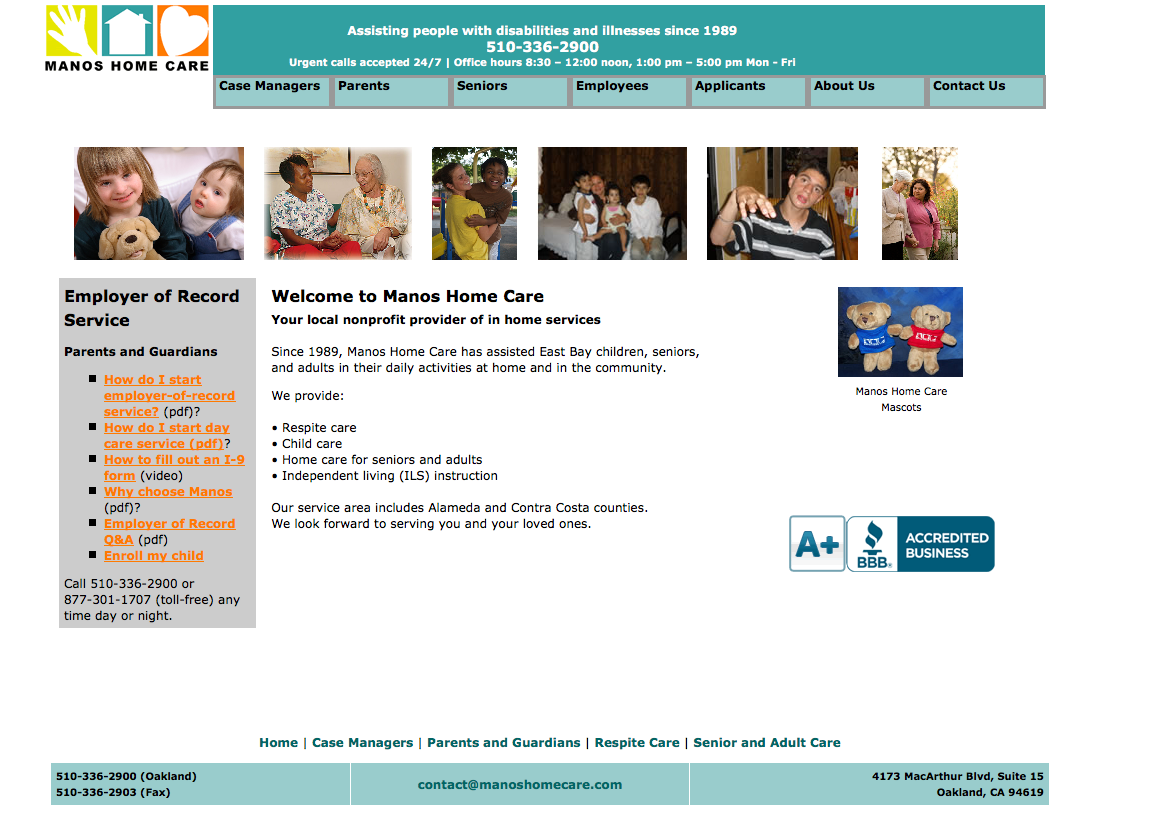 MANOS HOME CARE
Assisting people with disabilities and illnesses since 1989
510-336-2900
Urgent calls accepted 24/7 | Office hours 8:30 – 12:00 noon, 1:00 pm – 5:00 pm Mon - Fri
Case Managers
Parents
Seniors
Employees
Applicants
About Us
Contact Us
Employer of Record
Service
Parents and Guardians
How do I start
employer-of-record
service? (pdf)?
How do I start day
care service (pdf)?
How to fill out an I-9
form (video)
Why choose Manos
(pdf)?
Employer of Record
Q&A (pdf)
Enroll my child
Call 510-336-2900 or
877-301-1707 (toll-free) any
time day or night.
Welcome to Manos Home Care
Your local nonprofit provider of in home services
Since 1989, Manos Home Care has assisted East Bay children, seniors,
and adults in their daily activities at home and in the community.
We provide:
• Respite care
• Child care
• Home care for seniors and adults
• Independent living (ILS) instruction
Our service area includes Alameda and Contra Costa counties.
We look forward to serving you and your loved ones.
Manos Home Care
Mascots
A+
BBB.
ACCREDITED
BUSINESS
Home | Case Managers | Parents and Guardians | Respite Care | Senior and Adult Care
510-336-2900 (Oakland)
510-336-2903 (Fax)
contact@manoshomecare.com
4173 MacArthur Blvd, Suite 15
Oakland, CA 94619